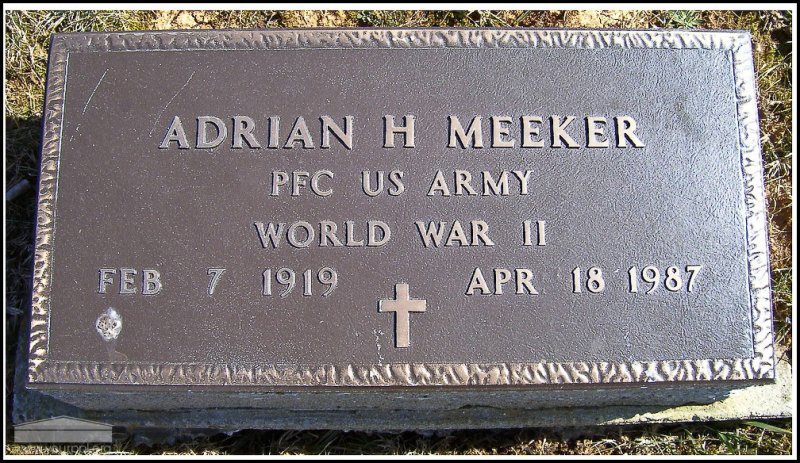 ADRIAN H MEEKER
PFC US ARMY
WORLD WAR II
FEB 7 1919 APR 18 1987